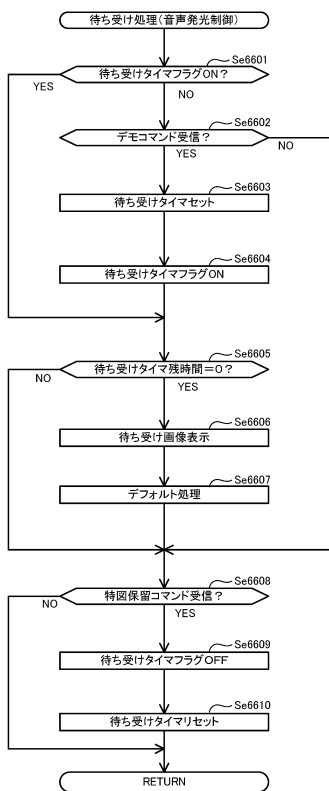 待ち受け処理(音声発光制御)
Se6601
待ち受けタイマフラグON?
YES
NO
Se6602
デモコマンド受信?
NO
YES
Se6603
待ち受けタイマセット
Se6604
待ち受けタイマフラグON
Se6605
待ち受けタイマ残時間=0?
NO
YES
Se6606
待ち受け画像表示
Se6607
デフォルト処理
Se6608
特図保留コマンド受信?
NO
YES
Se6609
待ち受けタイマフラグOFF
Se6610
待ち受けタイマリセット
RETURN